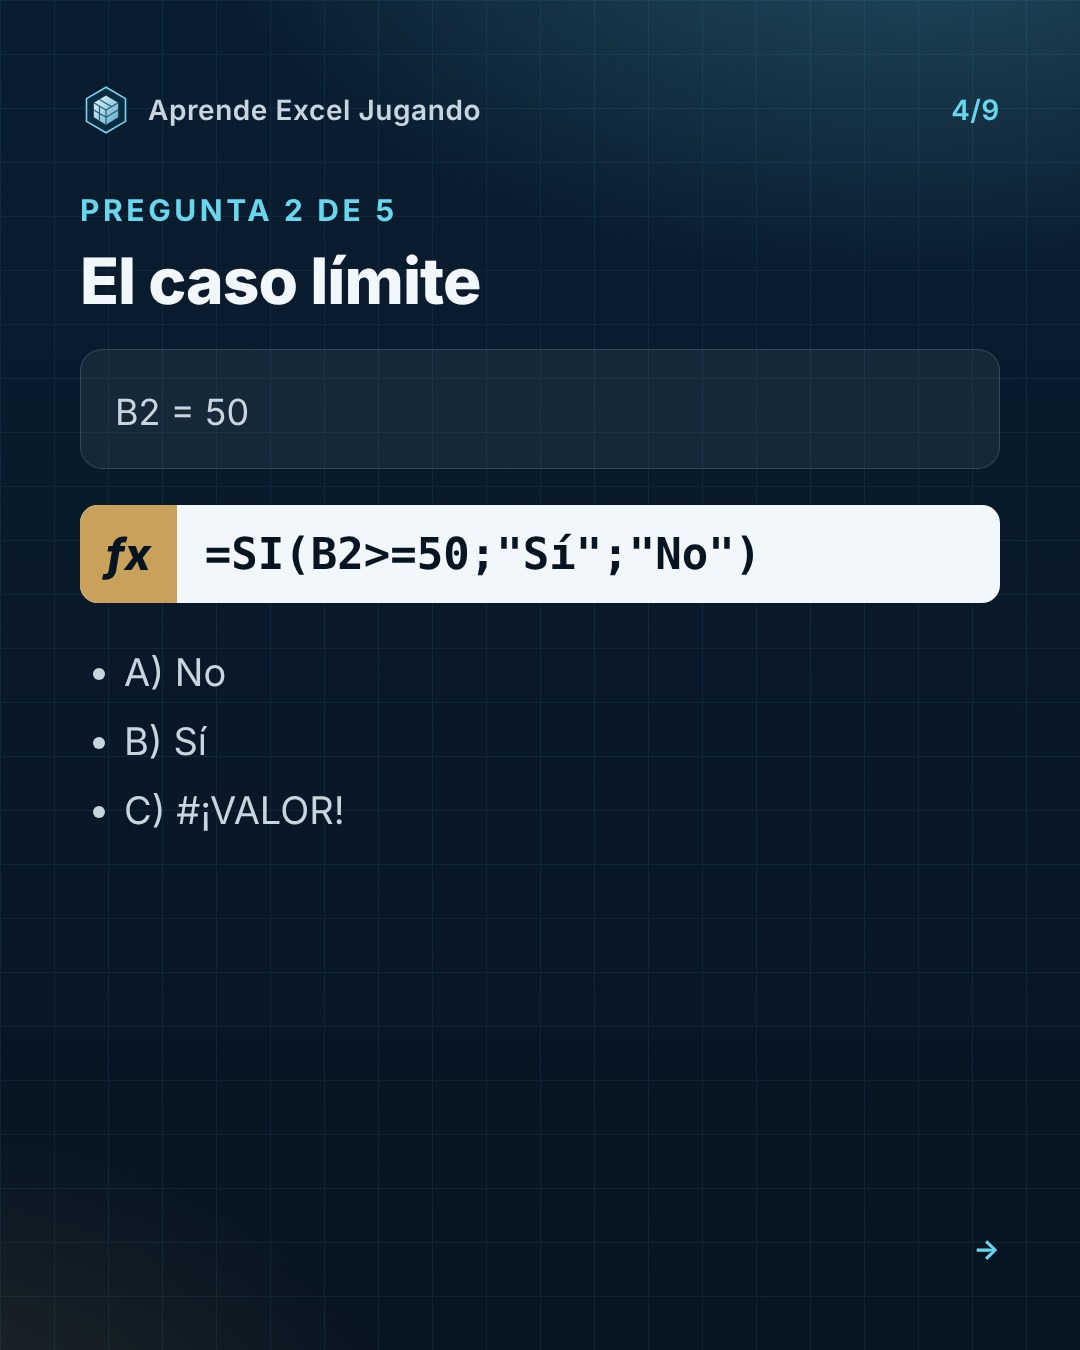 Aprende Excel Jugando
4/9
PREGUNTA 2 DE 5
El caso límite
B2 = 50
fx
=SI(B2>=50;"Sí";"No")
• A) No
• B) Sí
• C) #¡VALOR!
→